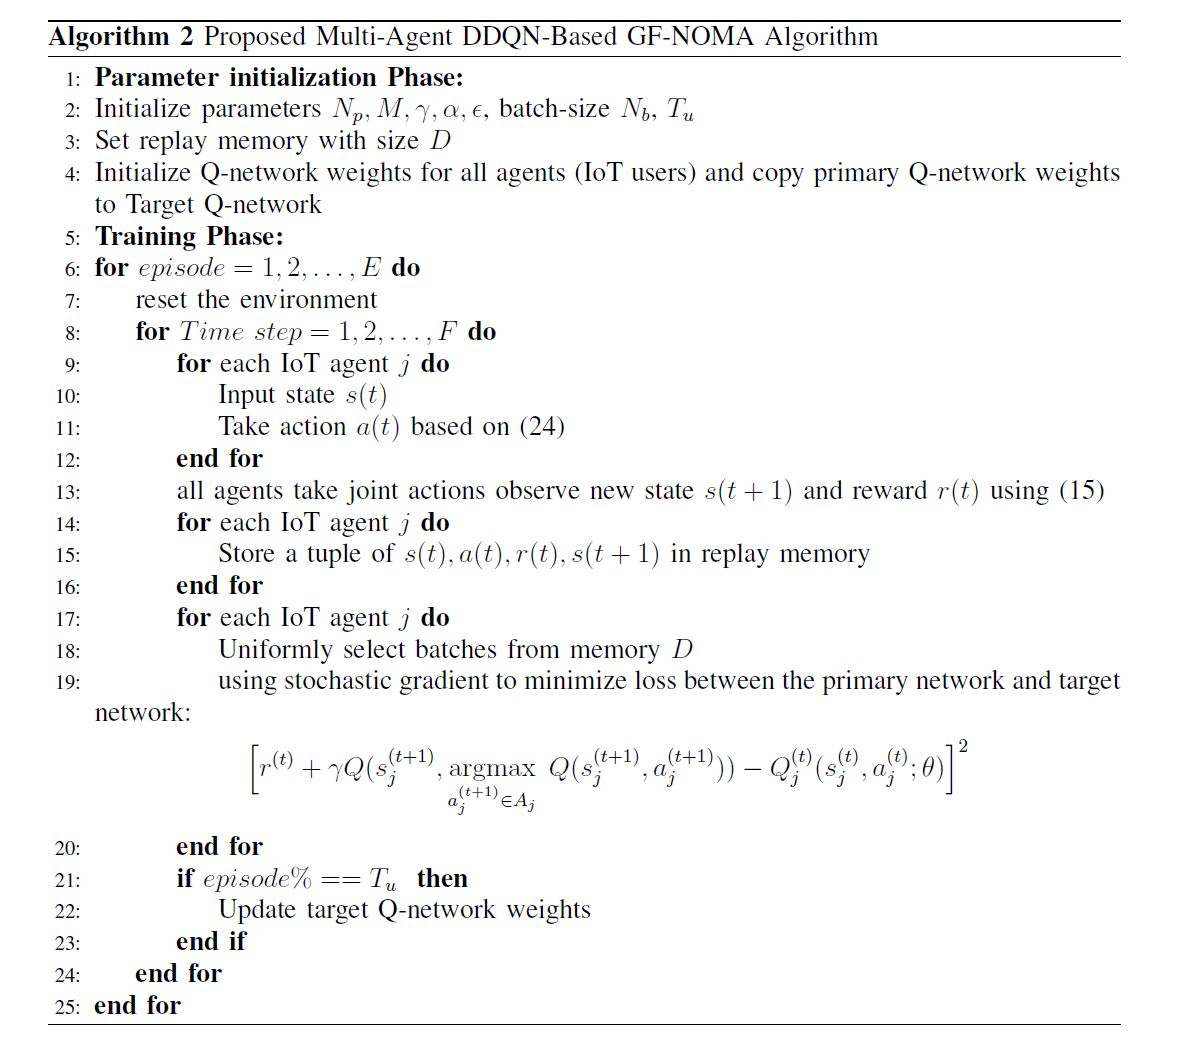 Algorithm 2 Proposed Multi-Agent DDQN-Based GF-NOMA Algorithm
1: Parameter initialization Phase:
2: Initialize parameters $N_p, M, \gamma, \alpha, \epsilon$, batch-size $N_b$, $T_u$
3: Set replay memory with size $D$
4: Initialize Q-network weights for all agents (IoT users) and copy primary Q-network weights
to Target Q-network
5: Training Phase:
6: for $episode = 1, 2, \ldots, E$ do
7: reset the environment
8: for $Time\ step = 1, 2, \ldots, F$ do
9: for each IoT agent $j$ do
10: Input state $s(t)$
11: Take action $a(t)$ based on (24)
12: end for
13: all agents take joint actions observe new state $s(t+1)$ and reward $r(t)$ using (15)
14: for each IoT agent $j$ do
15: Store a tuple of $s(t), a(t), r(t), s(t+1)$ in replay memory
16: end for
17: for each IoT agent $j$ do
18: Uniformly select batches from memory $D$
19: using stochastic gradient to minimize loss between the primary network and target
network:
$\left[ r^{(t)} + \gamma Q(s_j^{(t+1)}, \underset{a_j^{(t+1)} \in A_j}{\text{argmax}}\ Q(s_j^{(t+1)}, a_j^{(t+1)})) - Q_j^{(t)}(s_j^{(t)}, a_j^{(t)}; \theta) \right]^2$
20: end for
21: if $episode\% == T_u$ then
22: Update target Q-network weights
23: end if
24: end for
25: end for